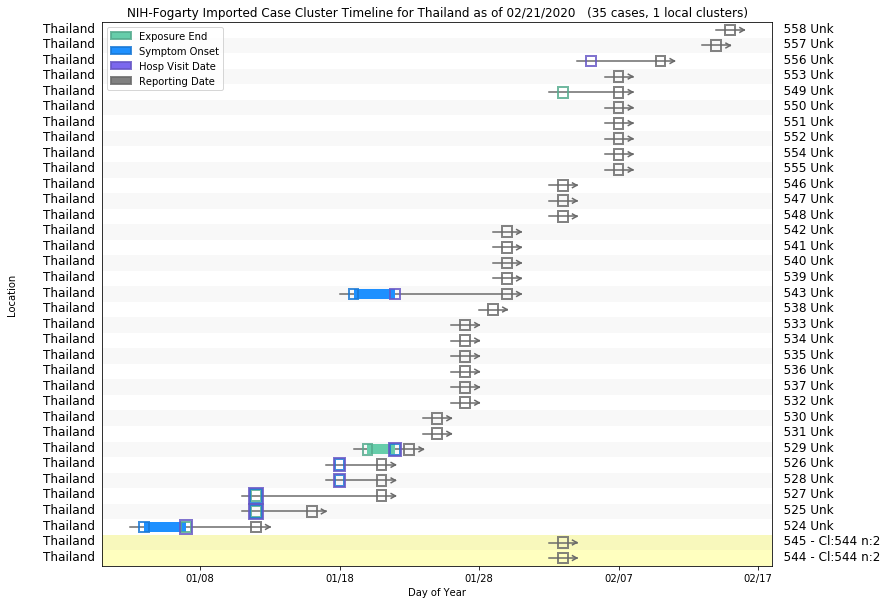 NIH-Fogarty Imported Case Cluster Timeline for Thailand as of 02/21/2020 (35 cases, 1 local clusters)
Exposure End
Symptom Onset
Hosp Visit Date
Reporting Date
Thailand 558 Unk
Thailand 557 Unk
Thailand 556 Unk
Thailand 553 Unk
Thailand 549 Unk
Thailand 550 Unk
Thailand 551 Unk
Thailand 552 Unk
Thailand 554 Unk
Thailand 555 Unk
Thailand 546 Unk
Thailand 547 Unk
Thailand 548 Unk
Thailand 542 Unk
Thailand 541 Unk
Thailand 540 Unk
Thailand 539 Unk
Thailand 543 Unk
Thailand 538 Unk
Thailand 533 Unk
Thailand 534 Unk
Thailand 535 Unk
Thailand 536 Unk
Thailand 537 Unk
Thailand 532 Unk
Thailand 530 Unk
Thailand 531 Unk
Thailand 529 Unk
Thailand 526 Unk
Thailand 528 Unk
Thailand 527 Unk
Thailand 525 Unk
Thailand 524 Unk
Thailand 545 - Cl:544 n:2
Thailand 544 - Cl:544 n:2
Location
01/08 01/18 01/28 02/07 02/17
Day of Year